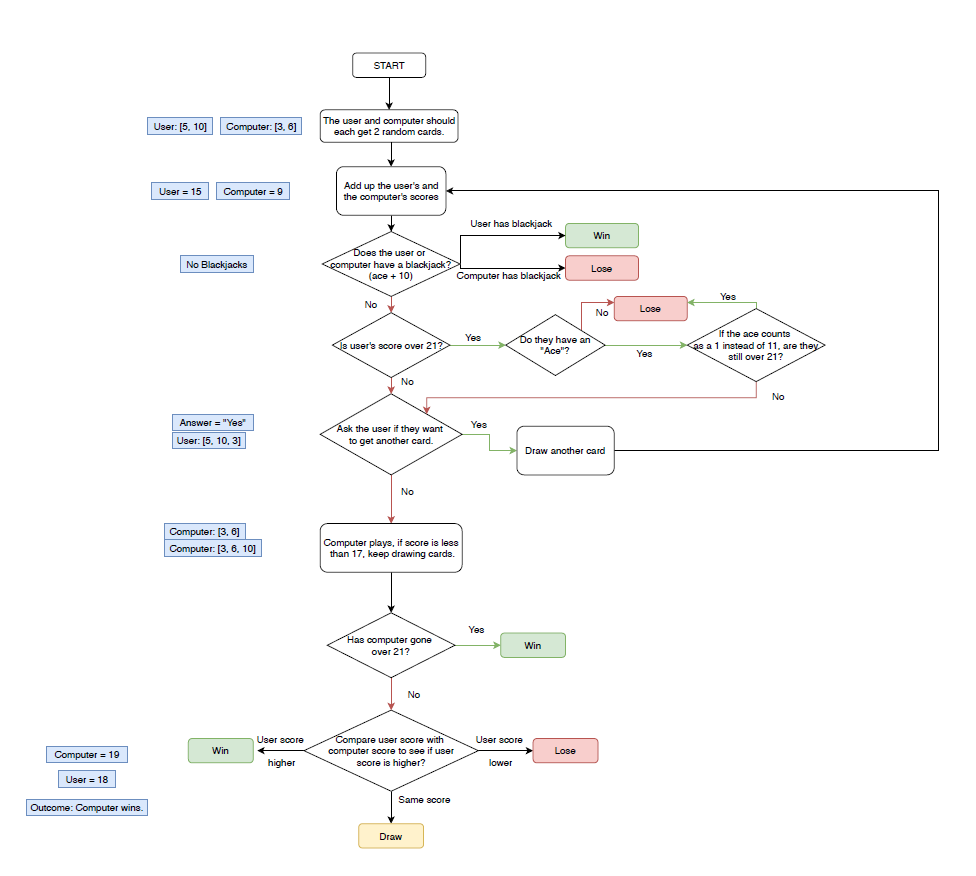 START
User: [5, 10]
Computer: [3, 6]
The user and computer should
each get 2 random cards.
User = 15
Computer = 9
Add up the user's and
the computer's scores
No Blackjacks
Does the user or
computer have a blackjack?
(ace + 10)
User has blackjack
Win
Computer has blackjack
Lose
No
Is user's score over 21?
Yes
Do they have an
"Ace"?
No
Lose
Yes
Yes
If the ace counts
as a 1 instead of 11, are they
still over 21?
No
No
Answer = "Yes"
User: [5, 10, 3]
Ask the user if they want
to get another card.
Yes
Draw another card
No
Computer: [3, 6]
Computer: [3, 6, 10]
Computer plays, if score is less
than 17, keep drawing cards.
Has computer gone
over 21?
Yes
Win
No
Computer = 19
User = 18
Outcome: Computer wins.
Win
User score
higher
Compare user score with
computer score to see if user
score is higher?
User score
lower
Lose
Same score
Draw